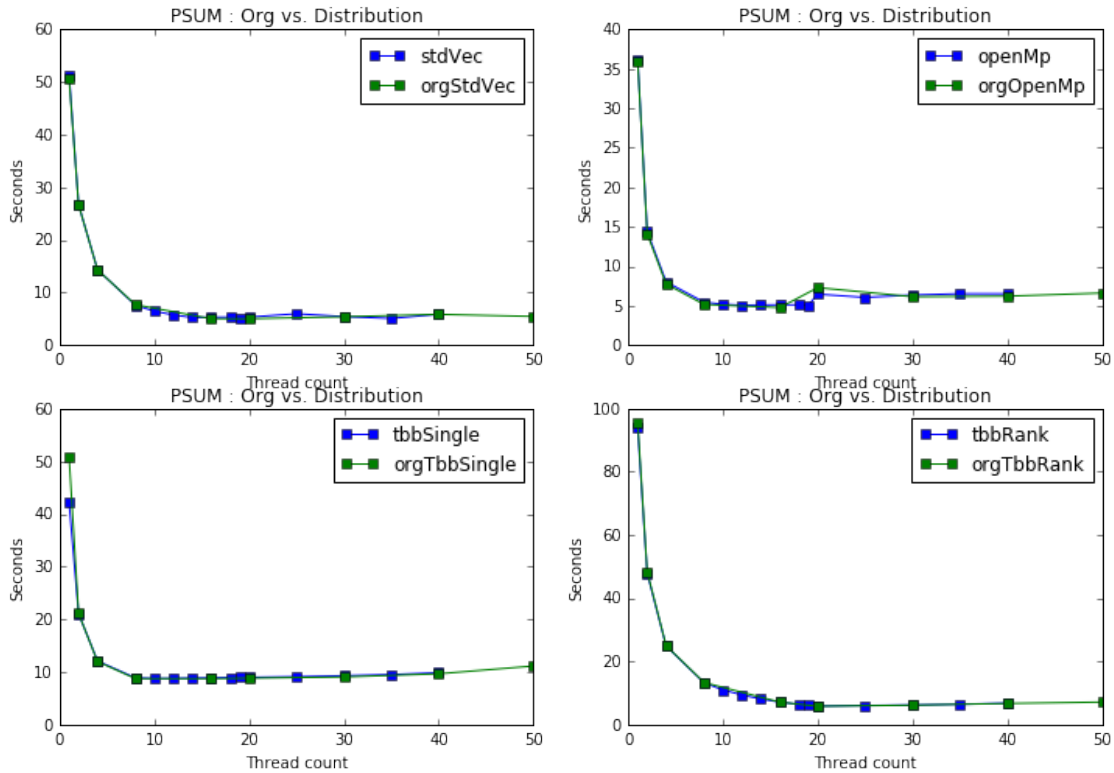 PSUM : Org vs. Distribution
60
50
40
30
20
10
0
Seconds
stdVec
orgStdVec
0 10 20 30 40 50
Thread count
PSUM : Org vs. Distribution
40
35
30
25
20
15
10
5
0
Seconds
openMp
orgOpenMp
0 10 20 30 40 50
Thread count
PSUM : Org vs. Distribution
60
50
40
30
20
10
0
Seconds
tbbSingle
orgTbbSingle
0 10 20 30 40 50
Thread count
PSUM : Org vs. Distribution
100
80
60
40
20
0
Seconds
tbbRank
orgTbbRank
0 10 20 30 40 50
Thread count